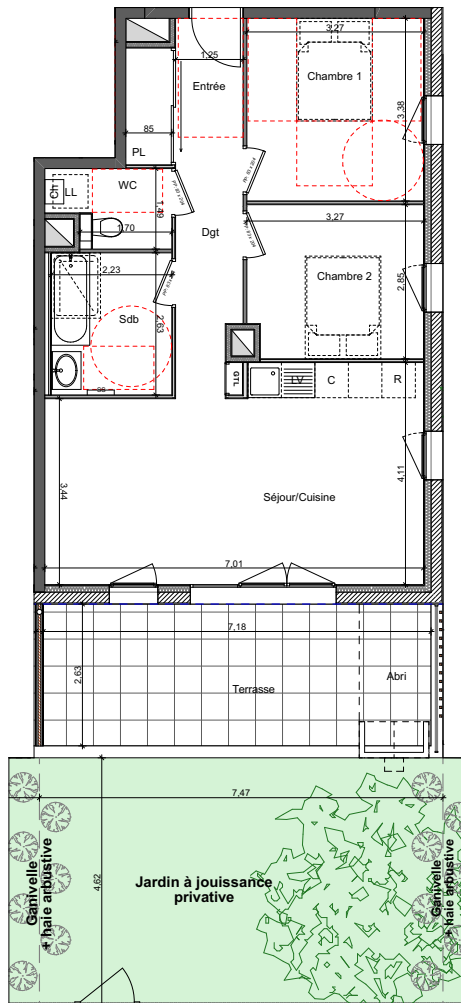 3,27
1,25
Chambre 1
Entrée
3,38
85
PL
Ch
LL
WC
1,49
1,70
Dgt
3,27
2,23
Chambre 2
2,85
Sdb
2,63
GTL
LV
C
R
3,44
4,11
Séjour/Cuisine
7,01
7,18
2,63
Abri
Terrasse
7,47
4,62
Jardin à jouissance
privative
Ganivelle
+ haie arbustive
Ganivelle
+ haie arbustive